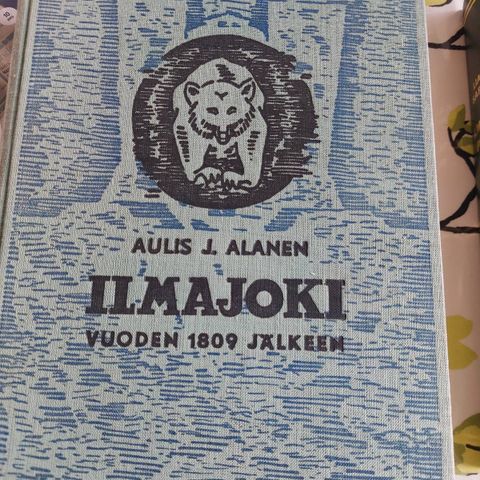 AULIS J. ALANEN
ILMAJOKI
VUODEN 1809 JÄLKEEN